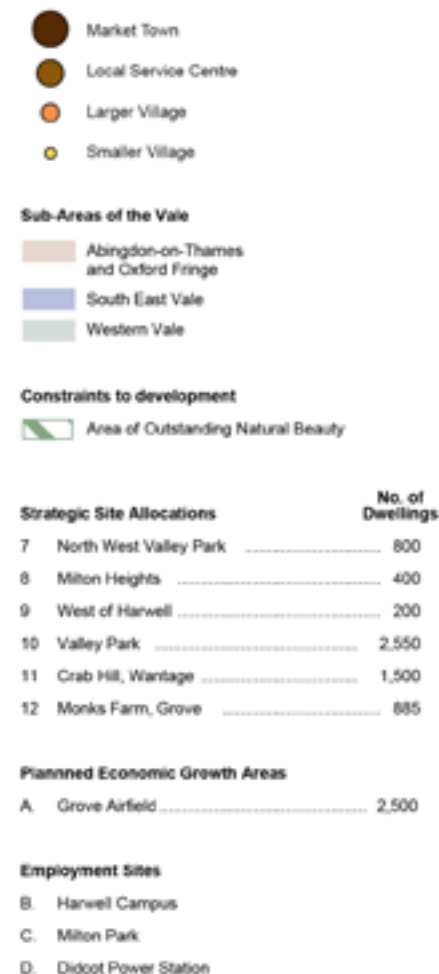 Market Town
Local Service Centre
Larger Village
Smaller Village
Sub-Areas of the Vale
Abingdon-on-Thames
and Oxford Fringe
South East Vale
Western Vale
Constraints to development
Area of Outstanding Natural Beauty
Strategic Site Allocations No. of Dwellings
7 North West Valley Park 800
8 Milton Heights 400
9 West of Harwell 200
10 Valley Park 2,550
11 Crab Hill, Wantage 1,500
12 Monks Farm, Grove 885
Plannned Economic Growth Areas
A. Grove Airfield 2,500
Employment Sites
B. Harwell Campus
C. Milton Park
D. Didcot Power Station